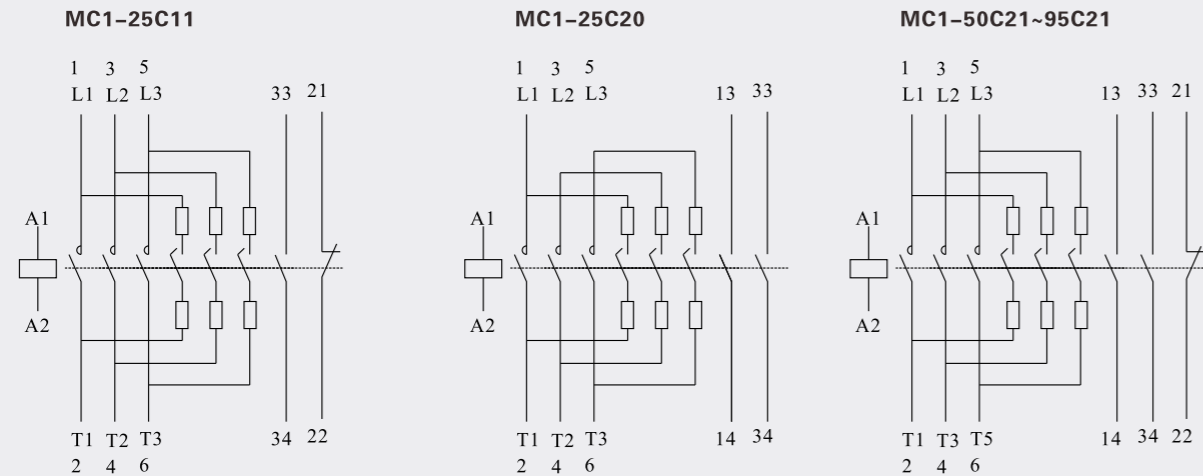 MC1–25C11
1 3 5
L1 L2 L3 33 21
A1
A2
T1 T2 T3 34 22
2 4 6
MC1–25C20
1 3 5
L1 L2 L3 13 33
A1
A2
T1 T2 T3 14 34
2 4 6
MC1–50C21~95C21
1 3 5
L1 L2 L3 13 33 21
A1
A2
T1 T3 T5 14 34 22
2 4 6